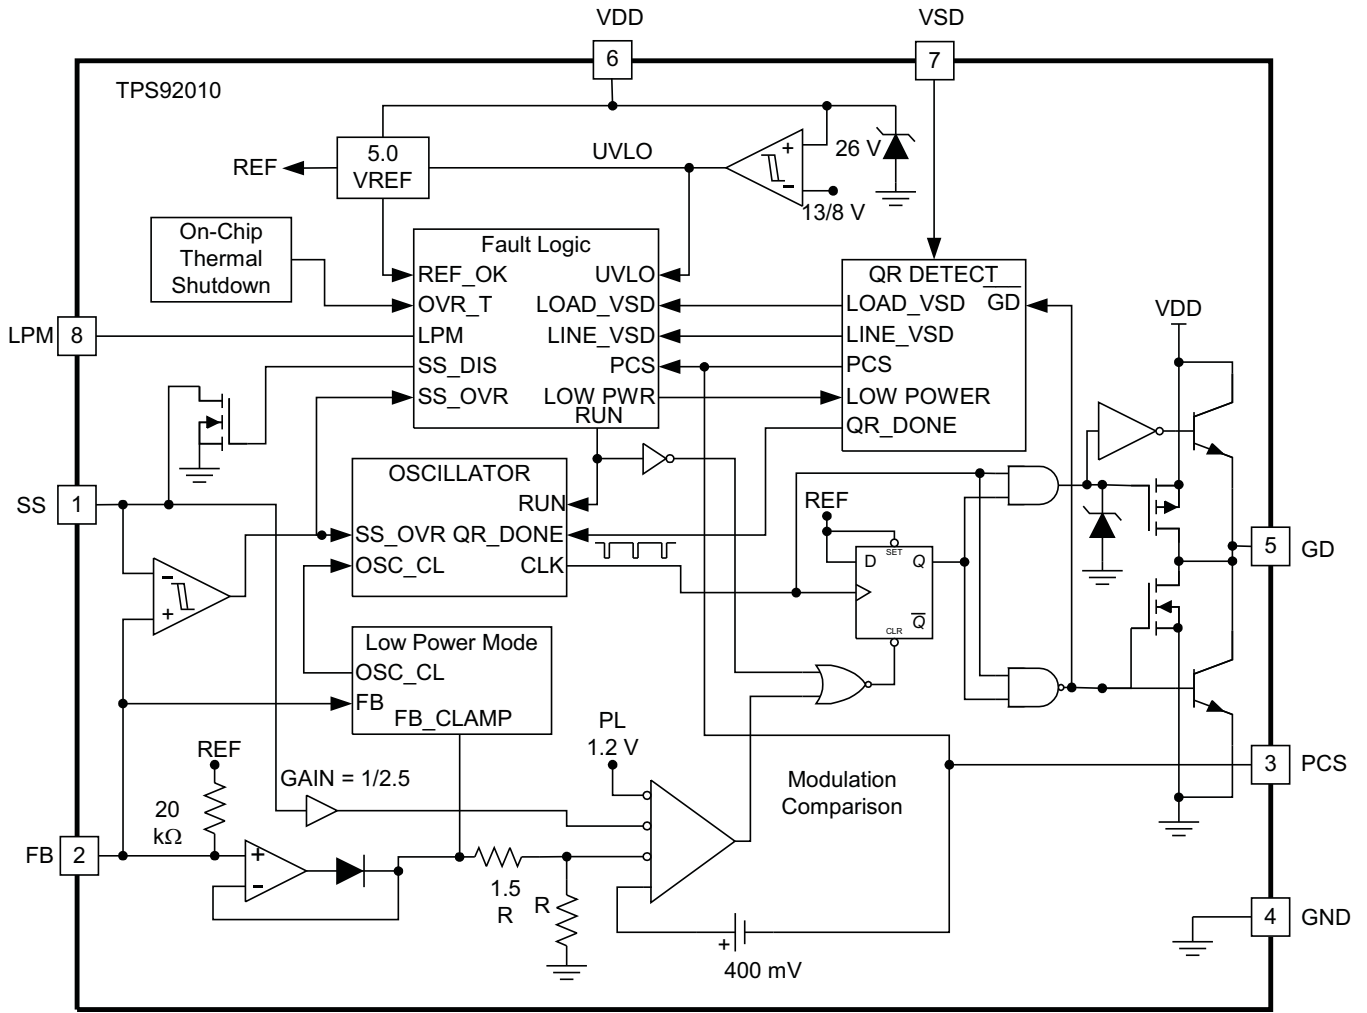 VDD
VSD
6
7
TPS92010
REF
5.0
VREF
UVLO
+
-
26 V
13/8 V
On-Chip
Thermal
Shutdown
Fault Logic
REF_OK
OVR_T
LPM
SS_DIS
SS_OVR
UVLO
LOAD_VSD
LINE_VSD
PCS
LOW PWR
RUN
QR DETECT
LOAD_VSD
GD
LINE_VSD
PCS
LOW POWER
QR_DONE
VDD
LPM
8
SS
1
OSCILLATOR
RUN
SS_OVR
QR_DONE
OSC_CL
CLK
-
+
REF
SET
D
Q
Q
CLR
5
GD
Low Power Mode
OSC_CL
FB
FB_CLAMP
REF
20
kΩ
GAIN = 1/2.5
PL
1.2 V
Modulation
Comparison
3
PCS
FB
2
+
-
1.5
R
R
+
400 mV
4
GND